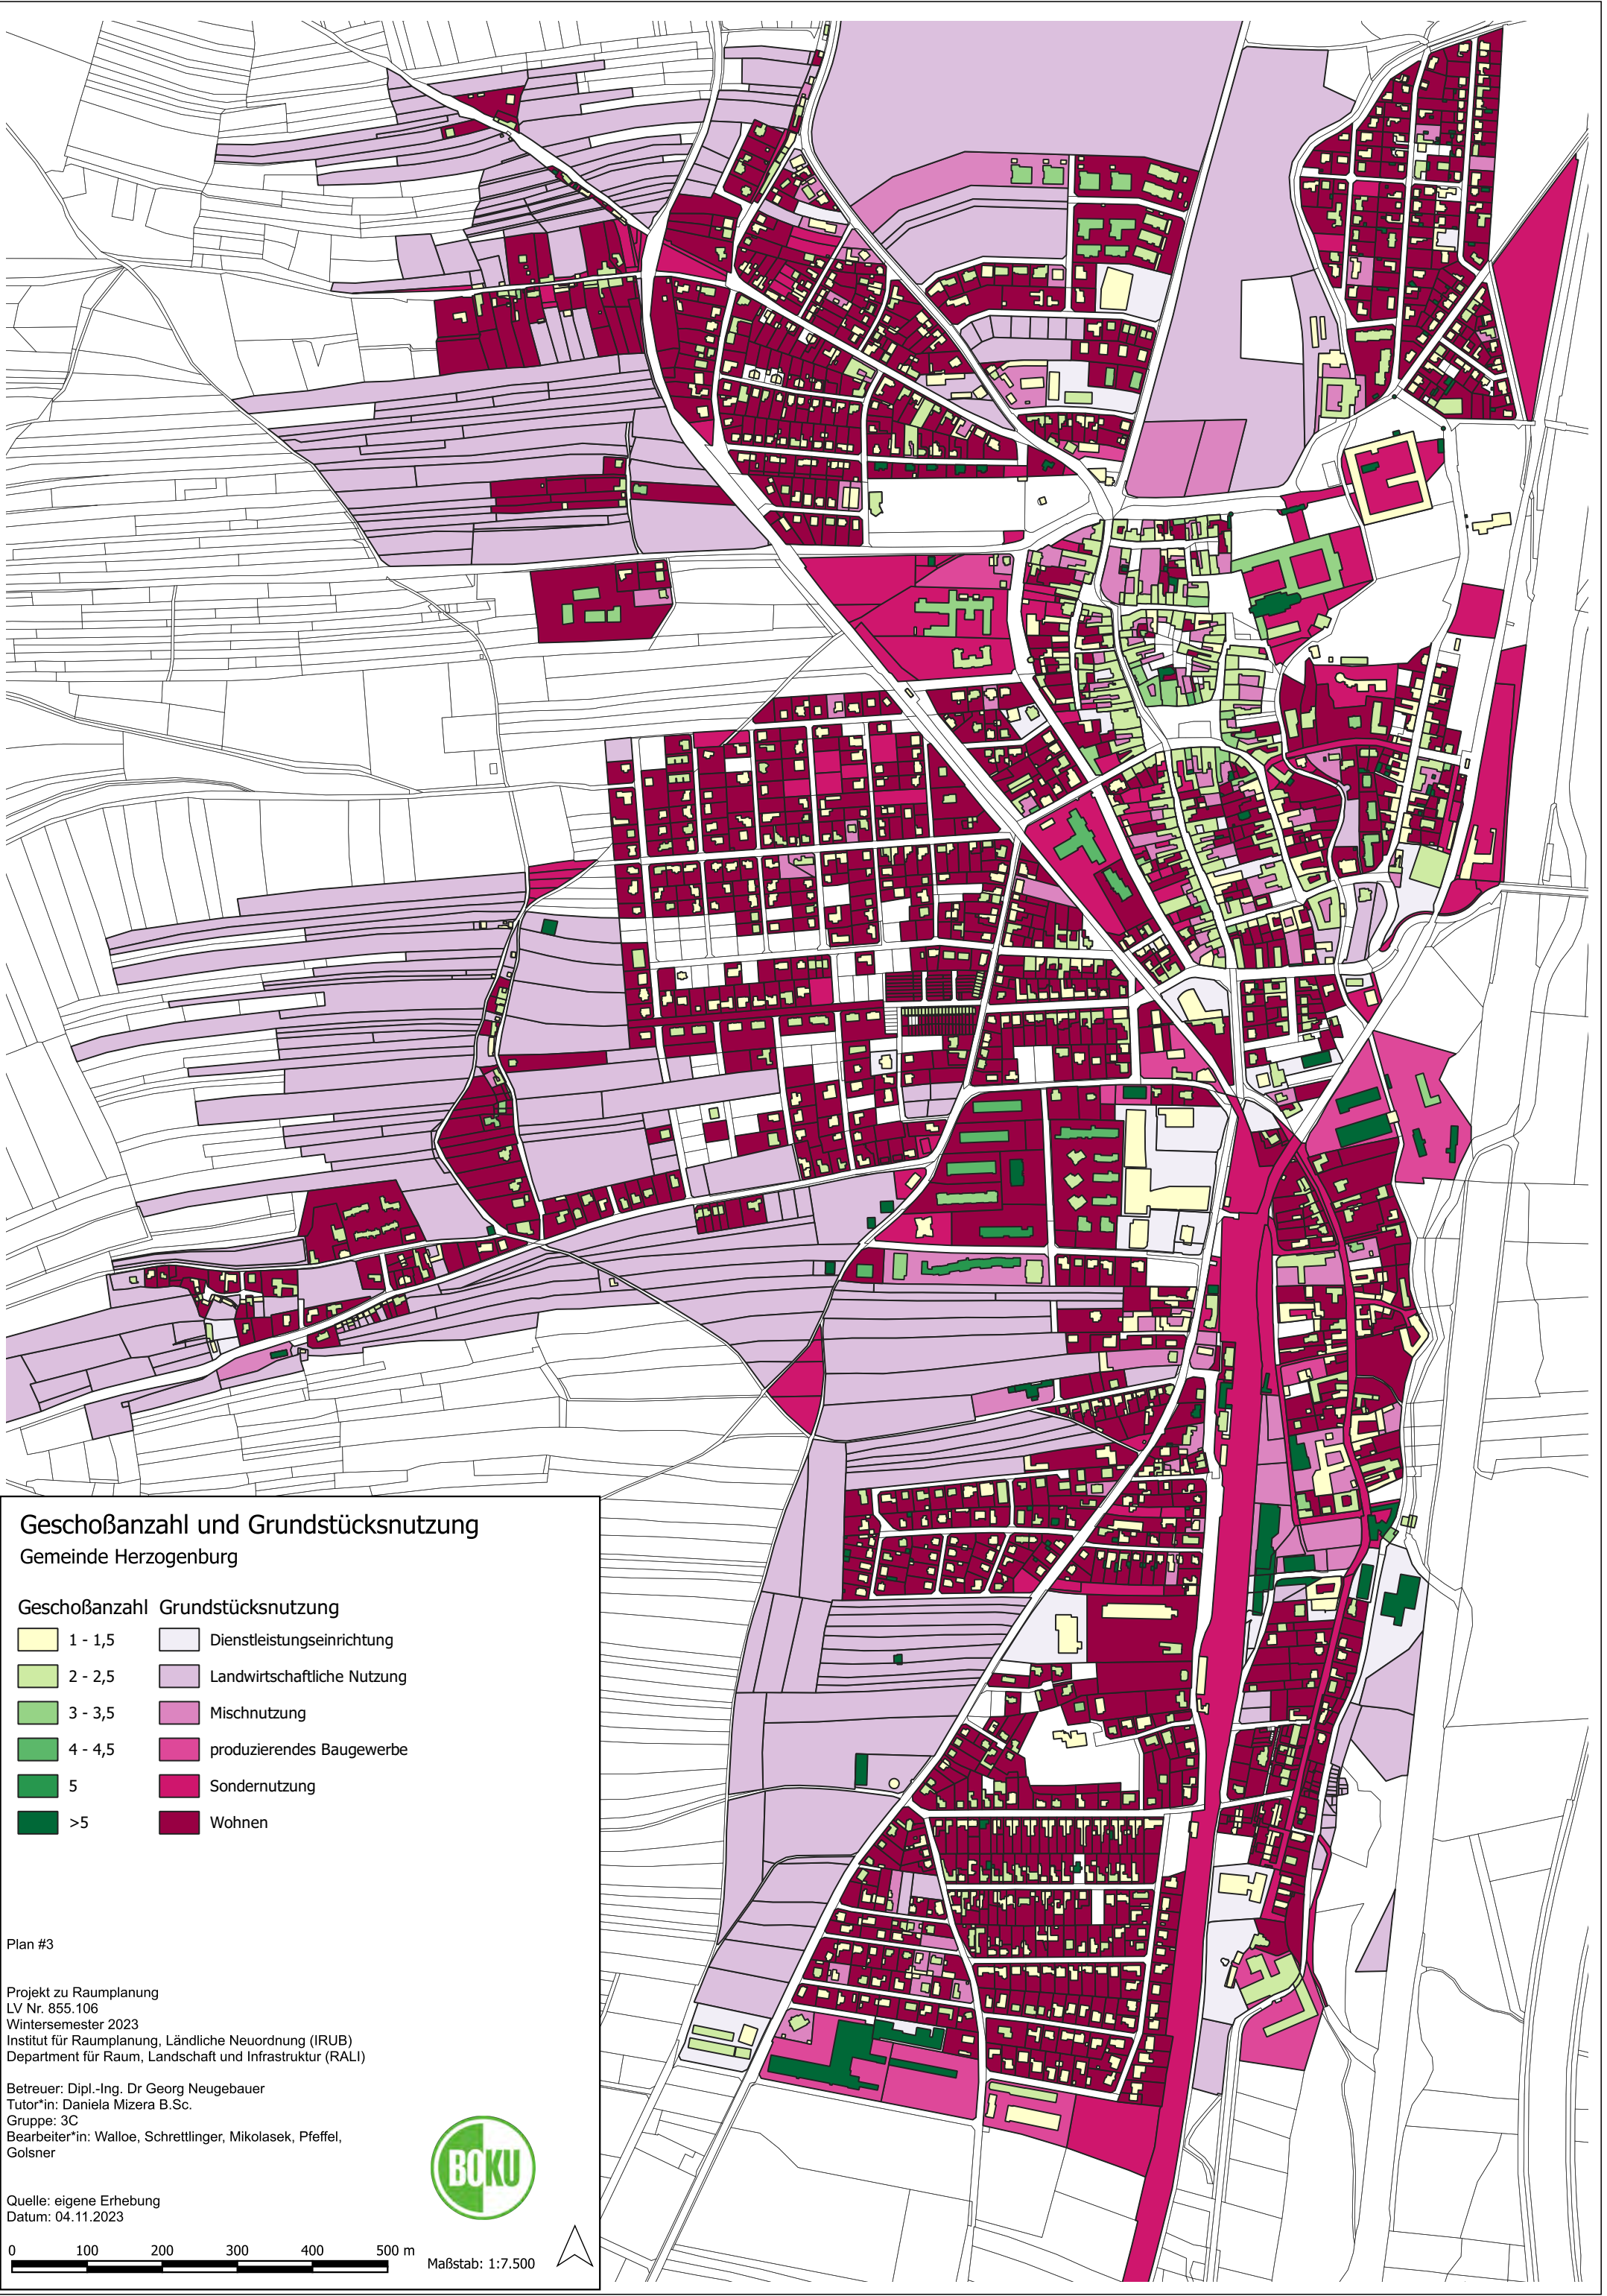 Geschoßanzahl und Grundstücksnutzung
Gemeinde Herzogenburg
Geschoßanzahl Grundstücksnutzung
1 - 1,5 Dienstleistungseinrichtung
2 - 2,5 Landwirtschaftliche Nutzung
3 - 3,5 Mischnutzung
4 - 4,5 produzierendes Baugewerbe
5 Sondernutzung
>5 Wohnen
Plan #3
Projekt zu Raumplanung
LV Nr. 855.106
Wintersemester 2023
Institut für Raumplanung, Ländliche Neuordnung (IRUB)
Department für Raum, Landschaft und Infrastruktur (RALI)
Betreuer: Dipl.-Ing. Dr Georg Neugebauer
Tutor*in: Daniela Mizera B.Sc.
Gruppe: 3C
Bearbeiter*in: Walloe, Schrettlinger, Mikolasek, Pfeffel,
Golsner
BOKU
Quelle: eigene Erhebung
Datum: 04.11.2023
0 100 200 300 400 500 m
Maßstab: 1:7.500